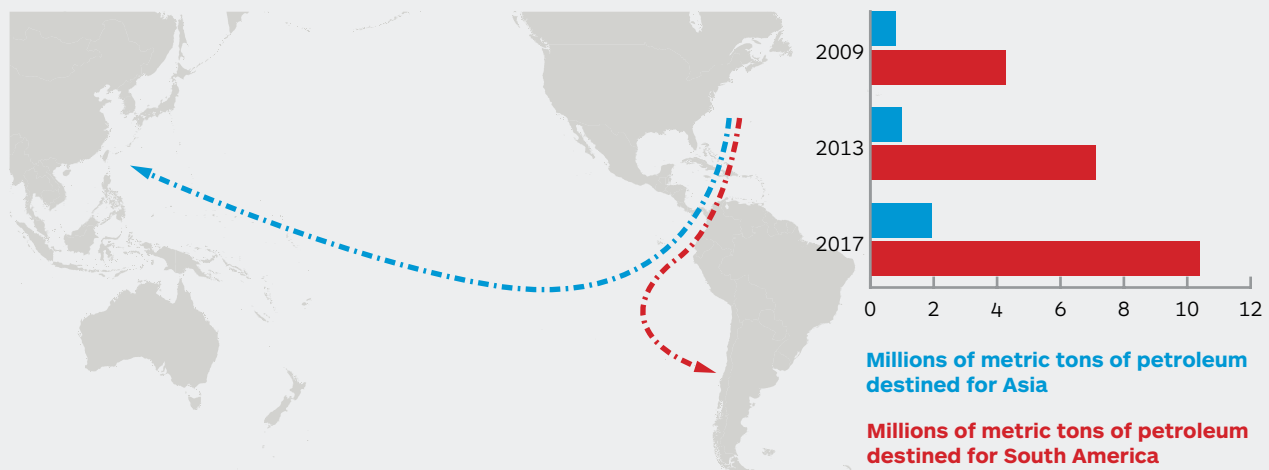 2009
2013
2017
0 2 4 6 8 10 12
Millions of metric tons of petroleum
destined for Asia
Millions of metric tons of petroleum
destined for South America